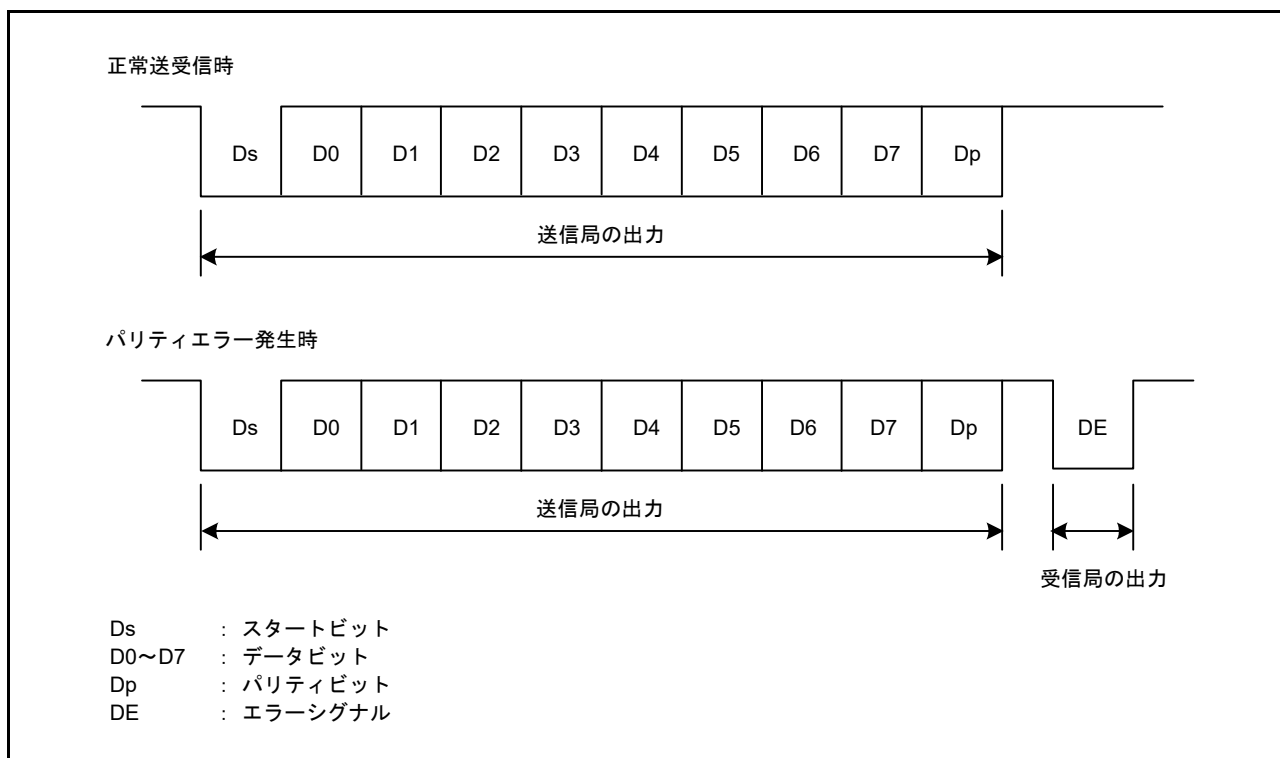 正常送受信時
Ds D0 D1 D2 D3 D4 D5 D6 D7 Dp
送信局の出力
パリティエラー発生時
Ds D0 D1 D2 D3 D4 D5 D6 D7 Dp DE
送信局の出力
受信局の出力
Ds : スタートビット
D0～D7 : データビット
Dp : パリティビット
DE : エラーシグナル